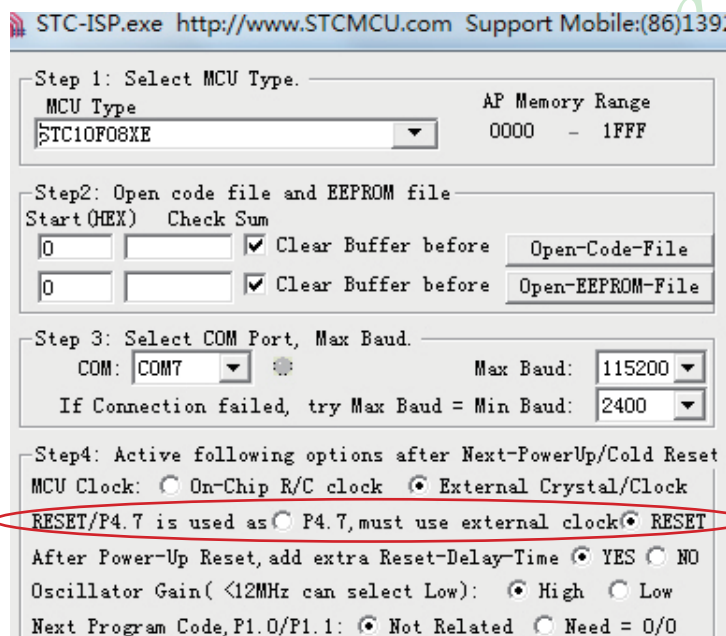 STC-ISP.exe http://www.STCMCU.com Support Mobile:(86)1392
Step 1: Select MCU Type.
MCU Type AP Memory Range
STC10F08XE 0000 - 1FFF
Step2: Open code file and EEPROM file
Start(HEX) Check Sum
0 Clear Buffer before Open-Code-File
0 Clear Buffer before Open-EEPROM-File
Step 3: Select COM Port, Max Baud.
COM: COM7 Max Baud: 115200
If Connection failed, try Max Baud = Min Baud: 2400
Step4: Active following options after Next-PowerUp/Cold Reset
MCU Clock: On-Chip R/C clock External Crystal/Clock
RESET/P4.7 is used as P4.7,must use external clock RESET
After Power-Up Reset,add extra Reset-Delay-Time YES NO
Oscillator Gain( <12MHz can select Low): High Low
Next Program Code,P1.0/P1.1: Not Related Need = 0/0